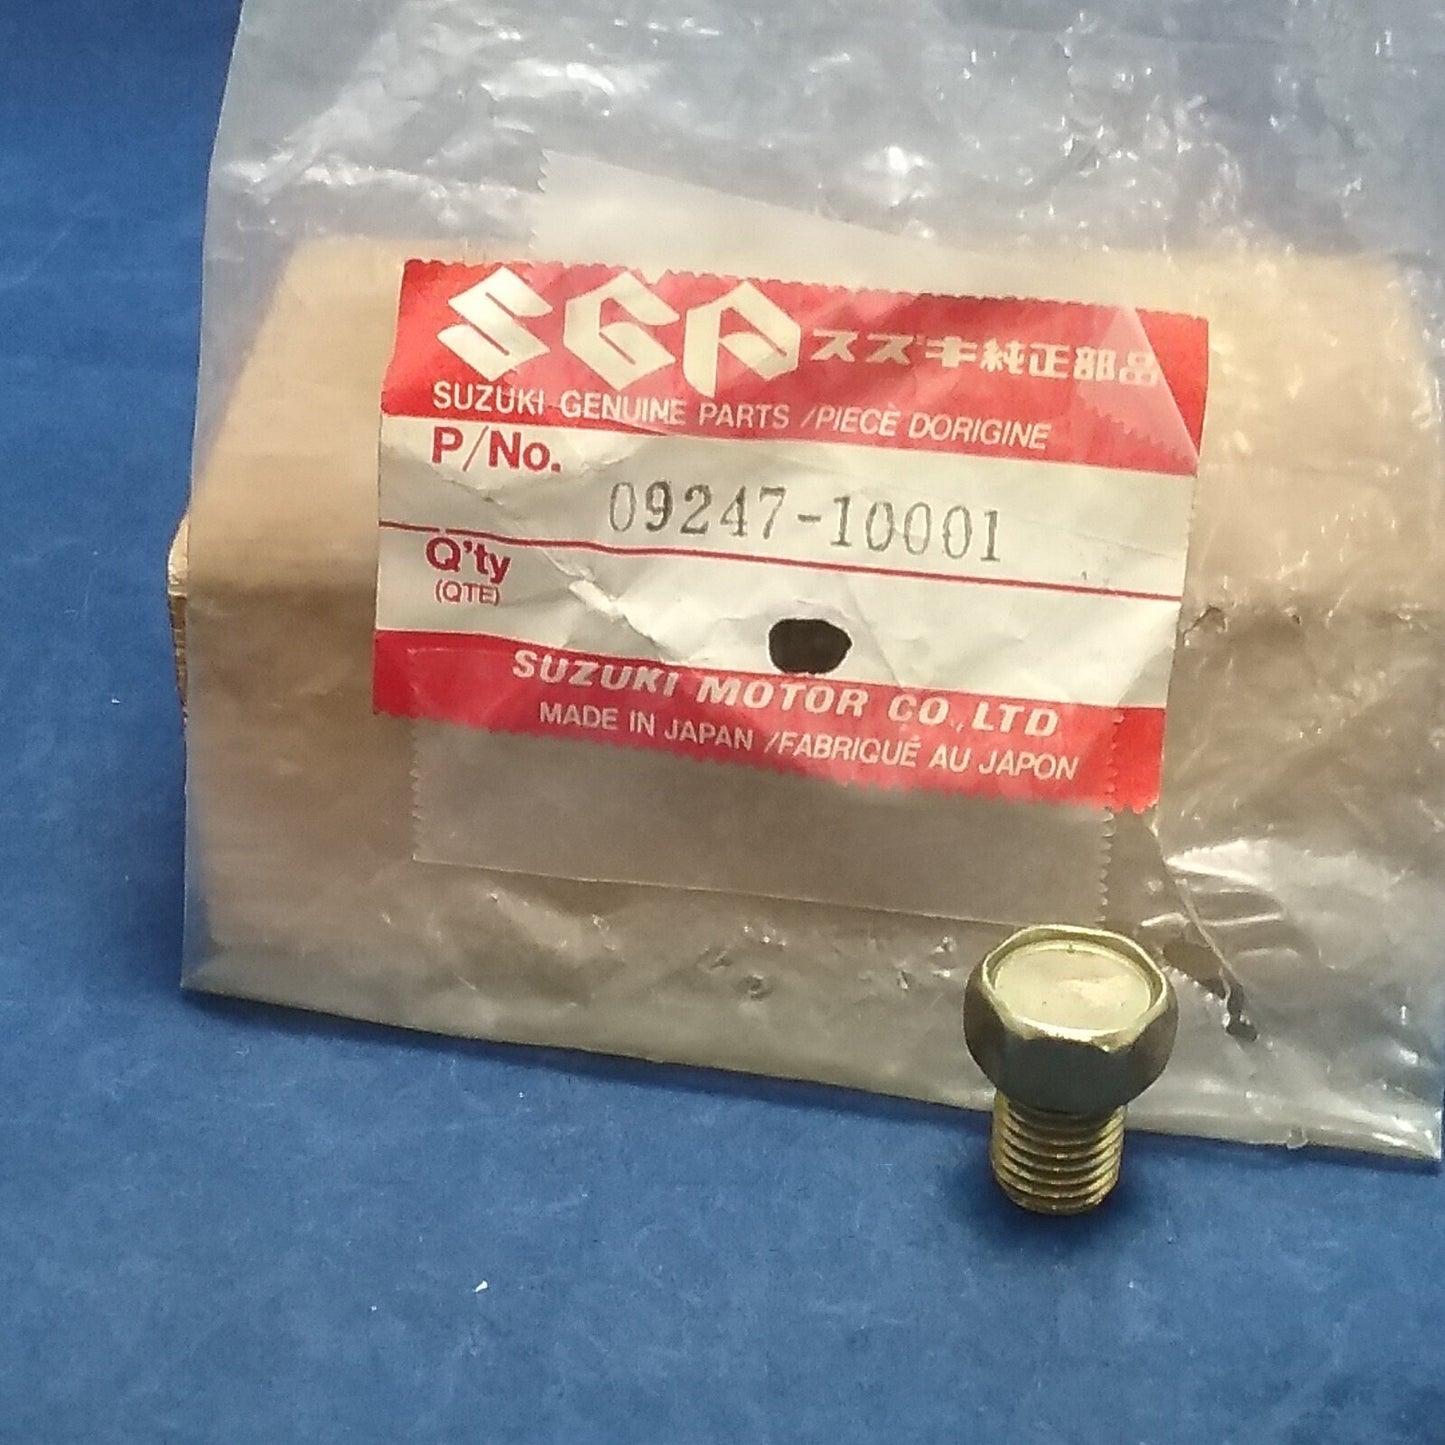 SGP スズキ純正部品
SUZUKI GENUINE PARTS /PIECE DORIGINE
P/No.
09247-10001
Q'ty
(QTE)
SUZUKI MOTOR CO.,LTD
MADE IN JAPAN /FABRIQUÉ AU JAPON